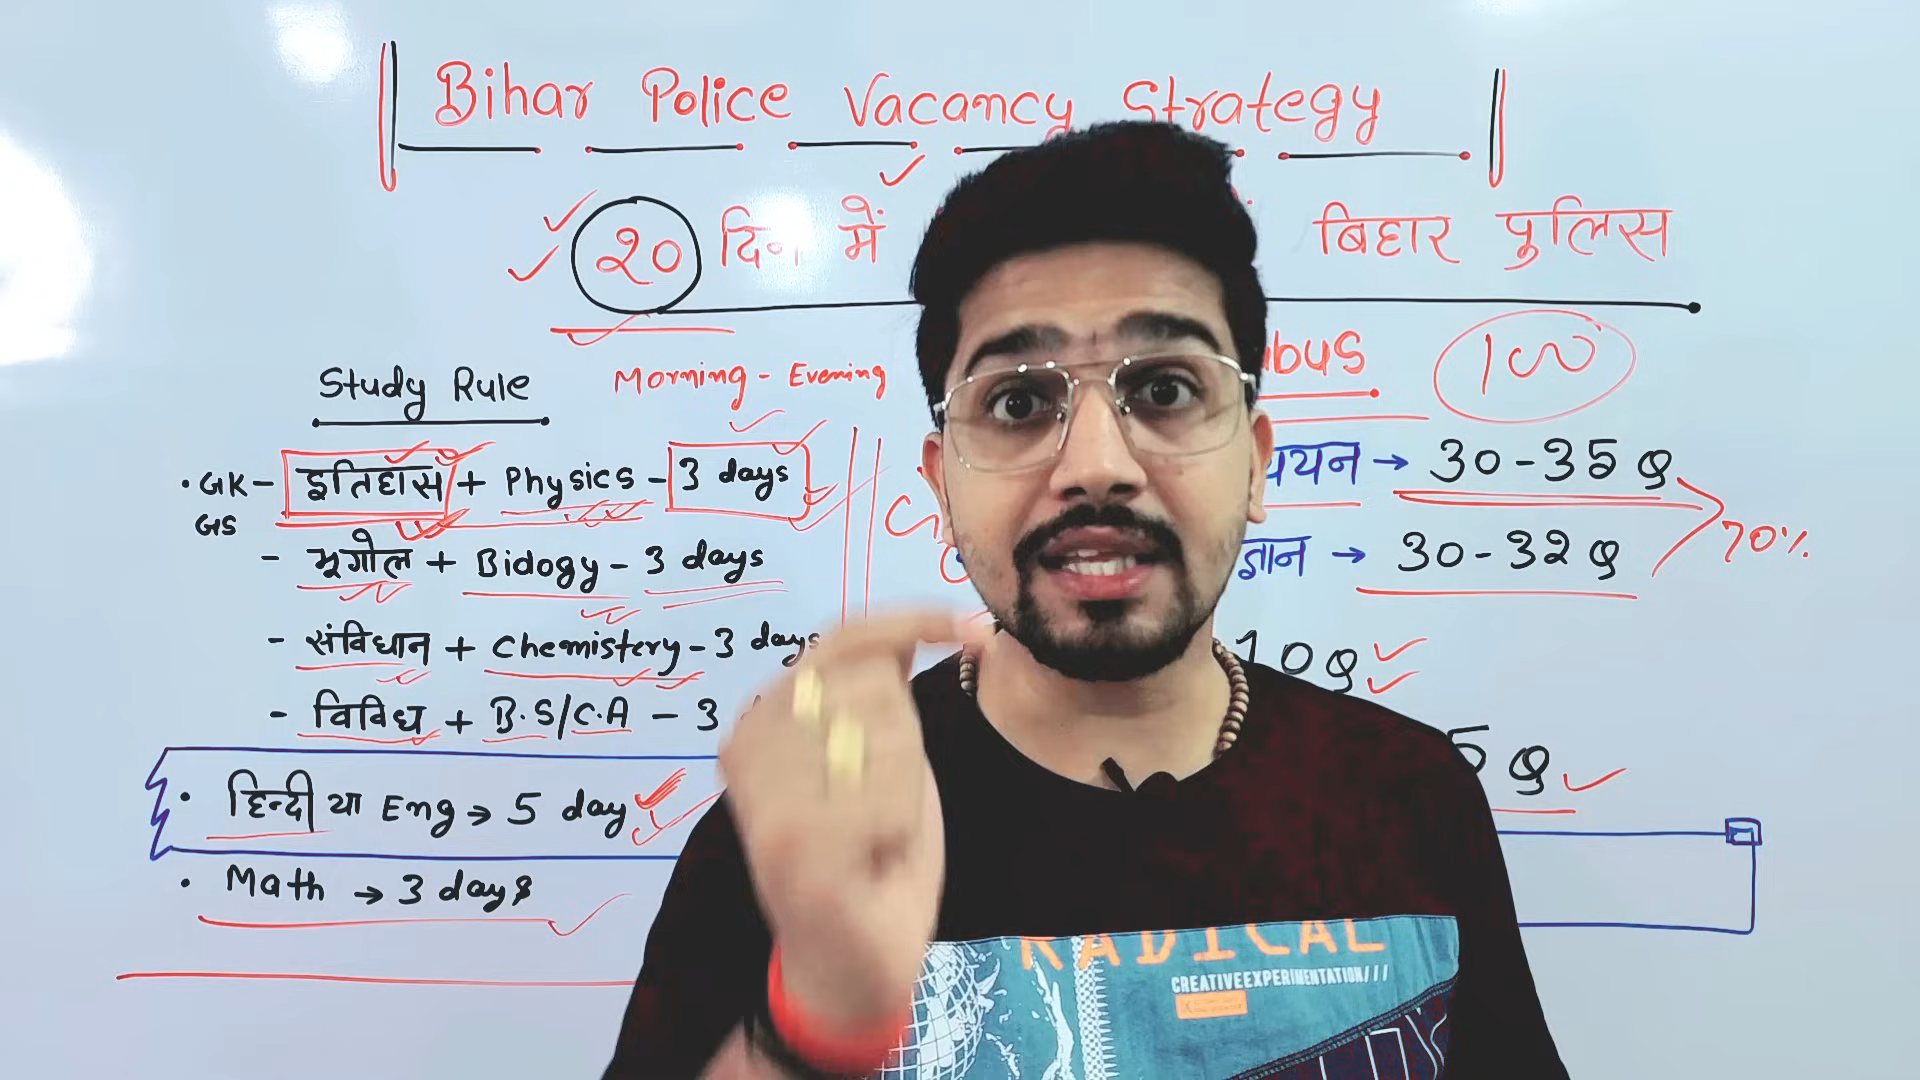 Bihar Police Vacancy Strategy
20 दिन में बिहार पुलिस
Study Rule
Morning - Evening
• GK - इतिहास + Physics - 3 days
GS
- भूगोल + Biology - 3 days
- संविधान + Chemistery - 3 days
- विविध + B.S/C.A - 3
• हिन्दी या Eng → 5 day
• Math → 3 days
bus 100
ययन → 30-35 Q
ज्ञान → 30-32 Q
70%
10 Q
5 Q
RADICAL
CREATIVEEXPERIMENTATION///